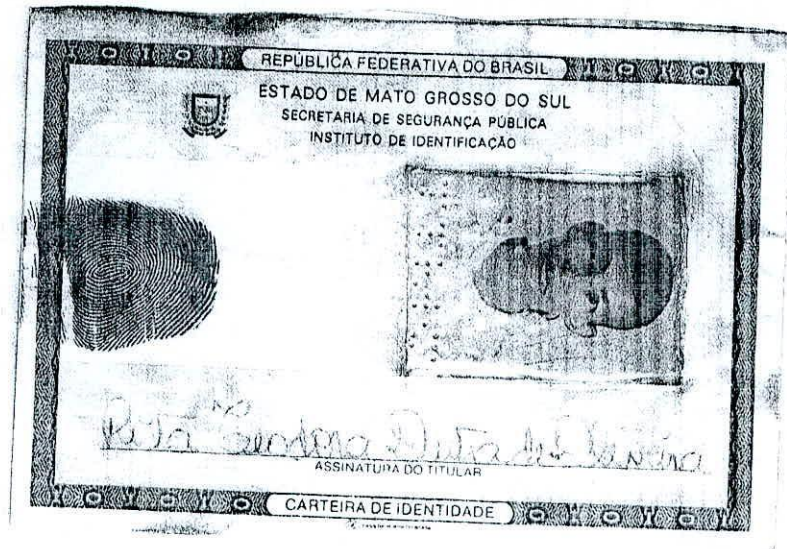 REPÚBLICA FEDERATIVA DO BRASIL
ESTADO DE MATO GROSSO DO SUL
SECRETARIA DE SEGURANÇA PÚBLICA
INSTITUTO DE IDENTIFICAÇÃO
Rita
ASSINATURA DO TITULAR
CARTEIRA DE IDENTIDADE